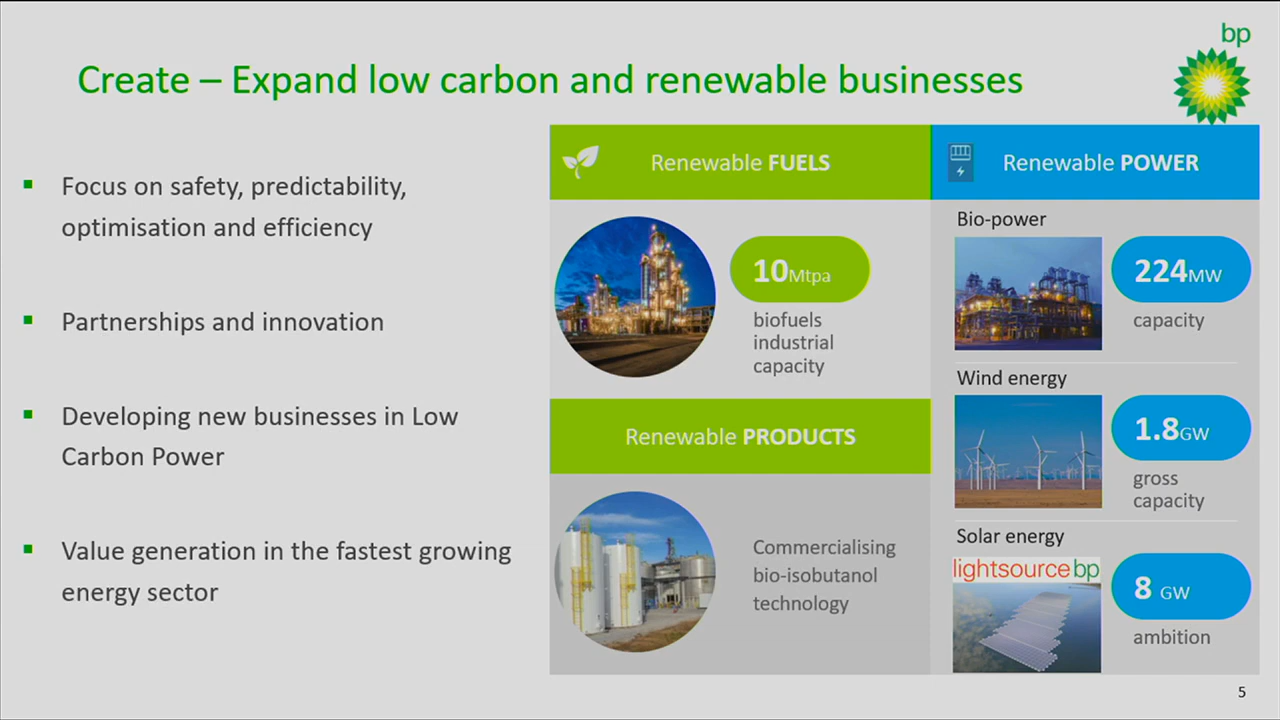 bp
Create – Expand low carbon and renewable businesses
Focus on safety, predictability,
optimisation and efficiency
Partnerships and innovation
Developing new businesses in Low
Carbon Power
Value generation in the fastest growing
energy sector
Renewable FUELS
10Mtpa
biofuels
industrial
capacity
Renewable PRODUCTS
Commercialising
bio-isobutanol
technology
Renewable POWER
Bio-power
224MW
capacity
Wind energy
1.8GW
gross
capacity
Solar energy
lightsource bp
8 GW
ambition
5